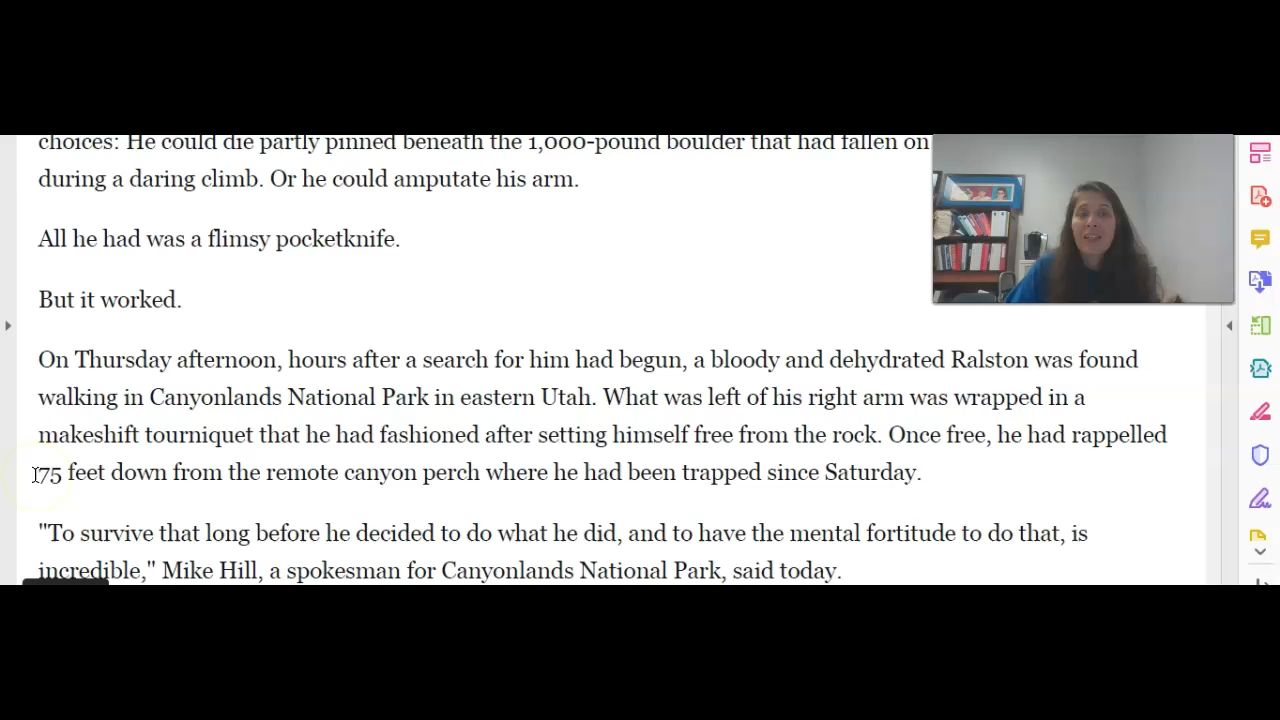 choices: He could die partly pinned beneath the 1,000-pound boulder that had fallen on
during a daring climb. Or he could amputate his arm.
All he had was a flimsy pocketknife.
But it worked.
On Thursday afternoon, hours after a search for him had begun, a bloody and dehydrated Ralston was found
walking in Canyonlands National Park in eastern Utah. What was left of his right arm was wrapped in a
makeshift tourniquet that he had fashioned after setting himself free from the rock. Once free, he had rappelled
75 feet down from the remote canyon perch where he had been trapped since Saturday.
"To survive that long before he decided to do what he did, and to have the mental fortitude to do that, is
incredible," Mike Hill, a spokesman for Canyonlands National Park, said today.